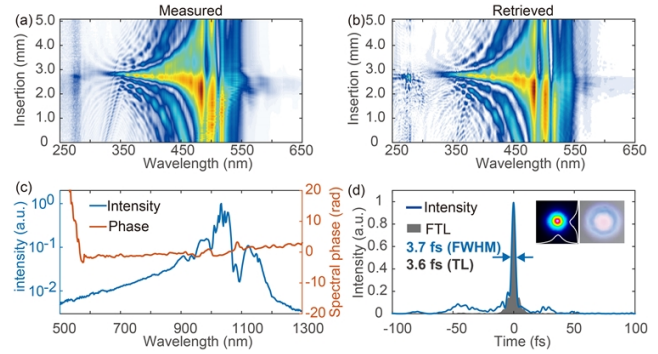 Measured
Retrieved
(a)
(b)
5.0
4.0
3.0
2.0
1.0
0
Insertion (mm)
250 350 450 550 650
Wavelength (nm)
5.0
4.0
3.0
2.0
1.0
0
Insertion (mm)
250 350 450 550 650
Wavelength (nm)
(c)
10⁰
10⁻¹
10⁻²
intensity (a.u.)
Intensity
Phase
20
10
0
-10
-20
Spectral phase (rad)
500 700 900 1100 1300
Wavelength (nm)
(d)
1
0.8
0.6
0.4
0.2
0
Intensity (a.u.)
Intensity
FTL
3.7 fs (FWHM)
3.6 fs (TL)
-100 -50 0 50 100
Time (fs)